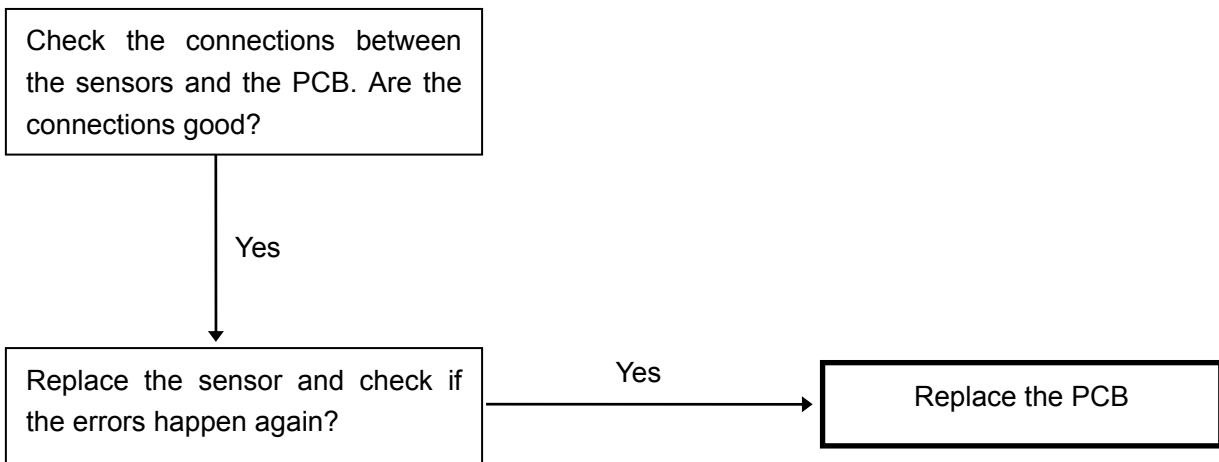 Check the connections between
the sensors and the PCB. Are the
connections good?
Yes
Replace the sensor and check if
the errors happen again?
Yes
Replace the PCB